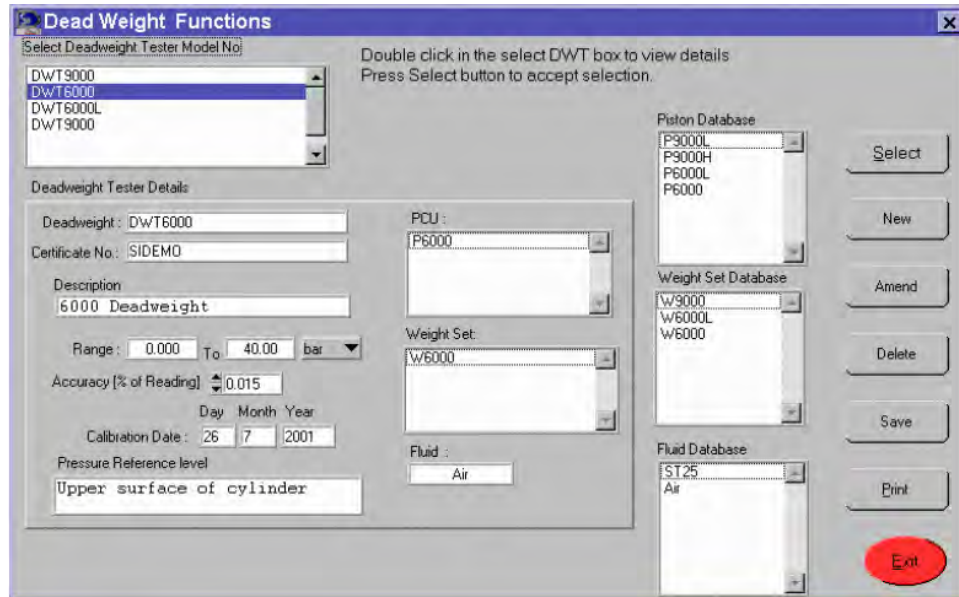 Dead Weight Functions
Select Deadweight Tester Model No
Double click in the select DWT box to view details
Press Select button to accept selection.
DWT9000
DWT6000
DWT6000L
DWT9000
Deadweight Tester Details
Deadweight : DWT6000
Certificate No.: SIDEMO
Description
6000 Deadweight
Range : 0.000 To 40.00 bar
Accuracy [% of Reading] 0.015
Day Month Year
Calibration Date : 26 7 2001
Pressure Reference level
Upper surface of cylinder
PCU :
P6000
Weight Set:
W6000
Fluid :
Air
Piston Database
P9000L
P9000H
P6000L
P6000
Weight Set Database
W9000
W6000L
W6000
Fluid Database
ST25
Air
Select
New
Amend
Delete
Save
Print
Exit